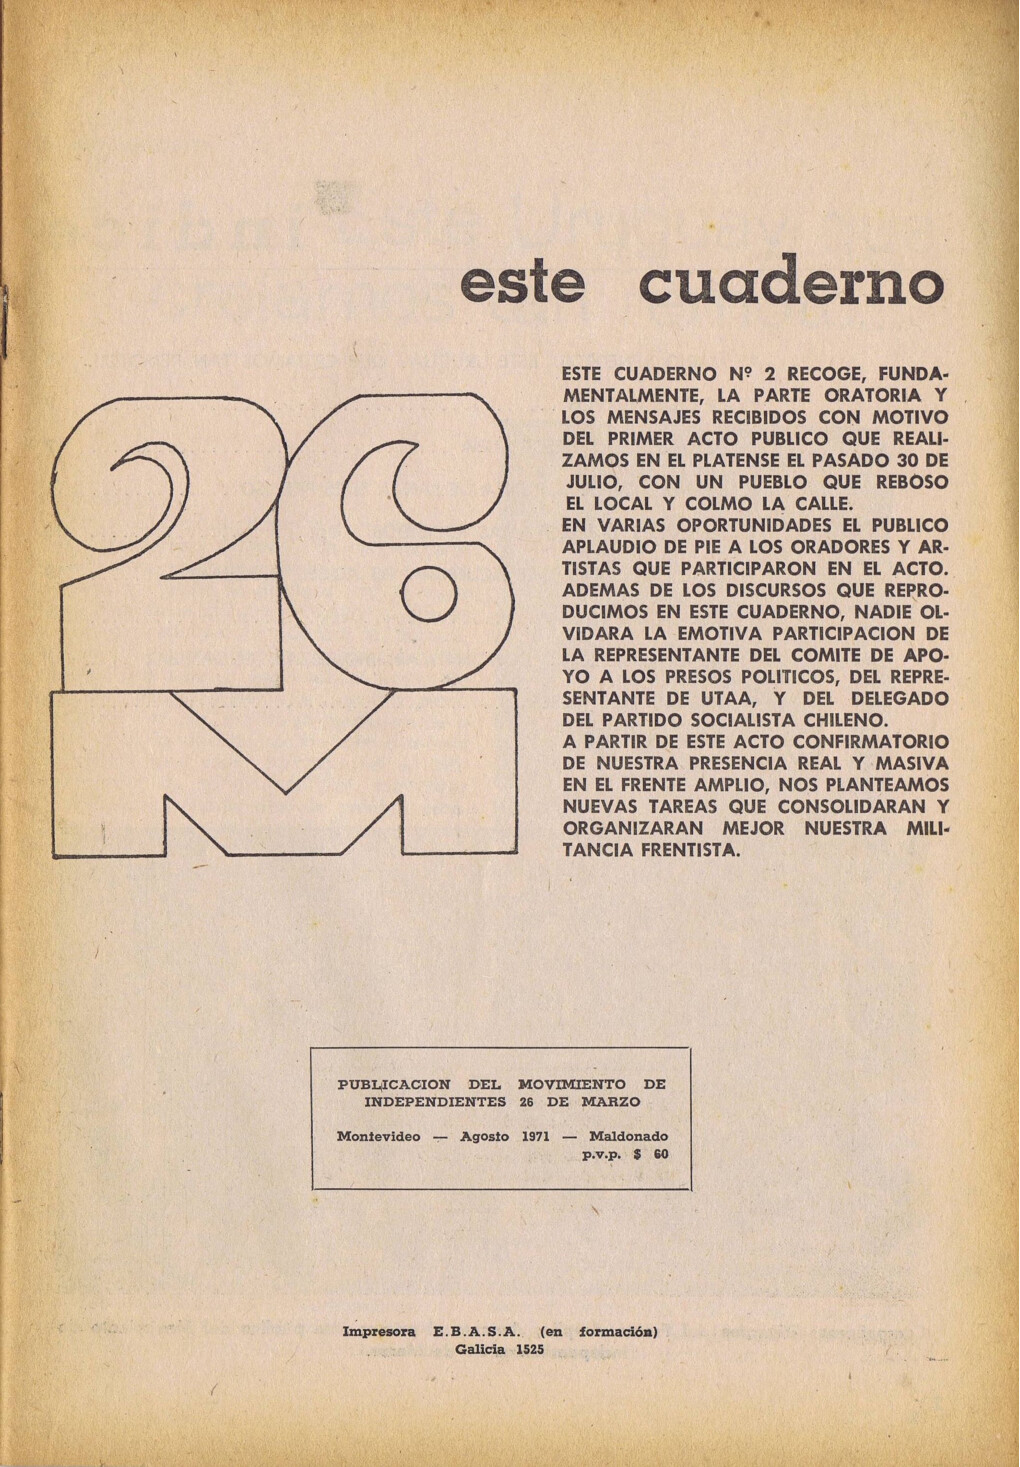 este cuaderno
26
M
ESTE CUADERNO Nº 2 RECOGE, FUNDA-
MENTALMENTE, LA PARTE ORATORIA Y
LOS MENSAJES RECIBIDOS CON MOTIVO
DEL PRIMER ACTO PUBLICO QUE REALI-
ZAMOS EN EL PLATENSE EL PASADO 30 DE
JULIO, CON UN PUEBLO QUE REBOSO
EL LOCAL Y COLMO LA CALLE.
EN VARIAS OPORTUNIDADES EL PUBLICO
APLAUDIO DE PIE A LOS ORADORES Y AR-
TISTAS QUE PARTICIPARON EN EL ACTO.
ADEMAS DE LOS DISCURSOS QUE REPRO-
DUCIMOS EN ESTE CUADERNO, NADIE OL-
VIDARA LA EMOTIVA PARTICIPACION DE
LA REPRESENTANTE DEL COMITE DE APO-
YO A LOS PRESOS POLITICOS, DEL REPRE-
SENTANTE DE UTAA, Y DEL DELEGADO
DEL PARTIDO SOCIALISTA CHILENO.
A PARTIR DE ESTE ACTO CONFIRMATORIO
DE NUESTRA PRESENCIA REAL Y MASIVA
EN EL FRENTE AMPLIO, NOS PLANTEAMOS
NUEVAS TAREAS QUE CONSOLIDARAN Y
ORGANIZARAN MEJOR NUESTRA MILI-
TANCIA FRENTISTA.
PUBLICACION DEL MOVIMIENTO DE
INDEPENDIENTES 26 DE MARZO
Montevideo — Agosto 1971 — Maldonado
p.v.p. $ 60
Impresora E.B.A.S.A. (en formación)
Galicia 1525